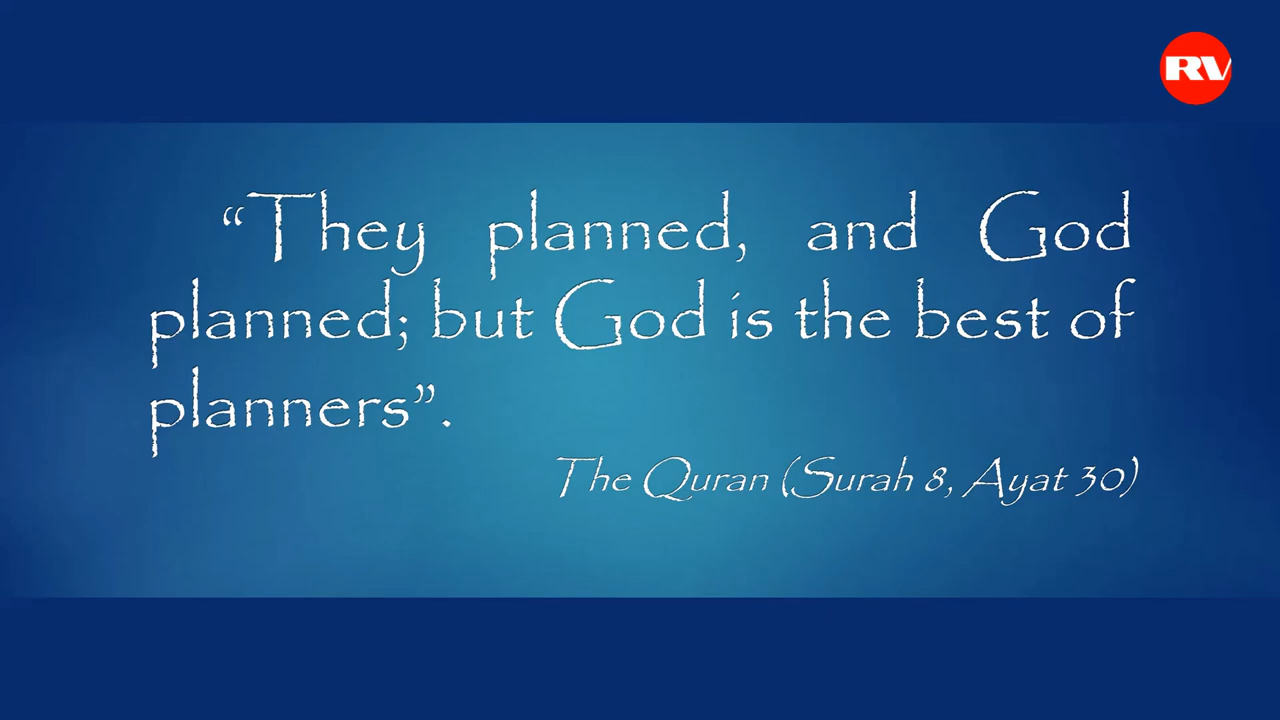 RV
“They planned, and God
planned; but God is the best of
planners”.
The Quran (Surah 8, Ayat 30)